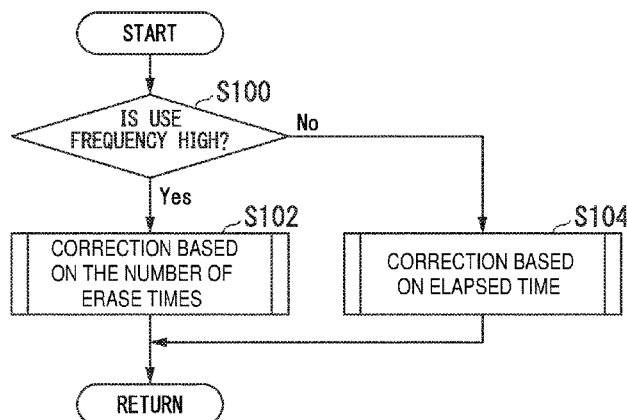 START
S100
IS USE
FREQUENCY HIGH?
No
Yes
S102
CORRECTION BASED
ON THE NUMBER OF
ERASE TIMES
S104
CORRECTION BASED
ON ELAPSED TIME
RETURN